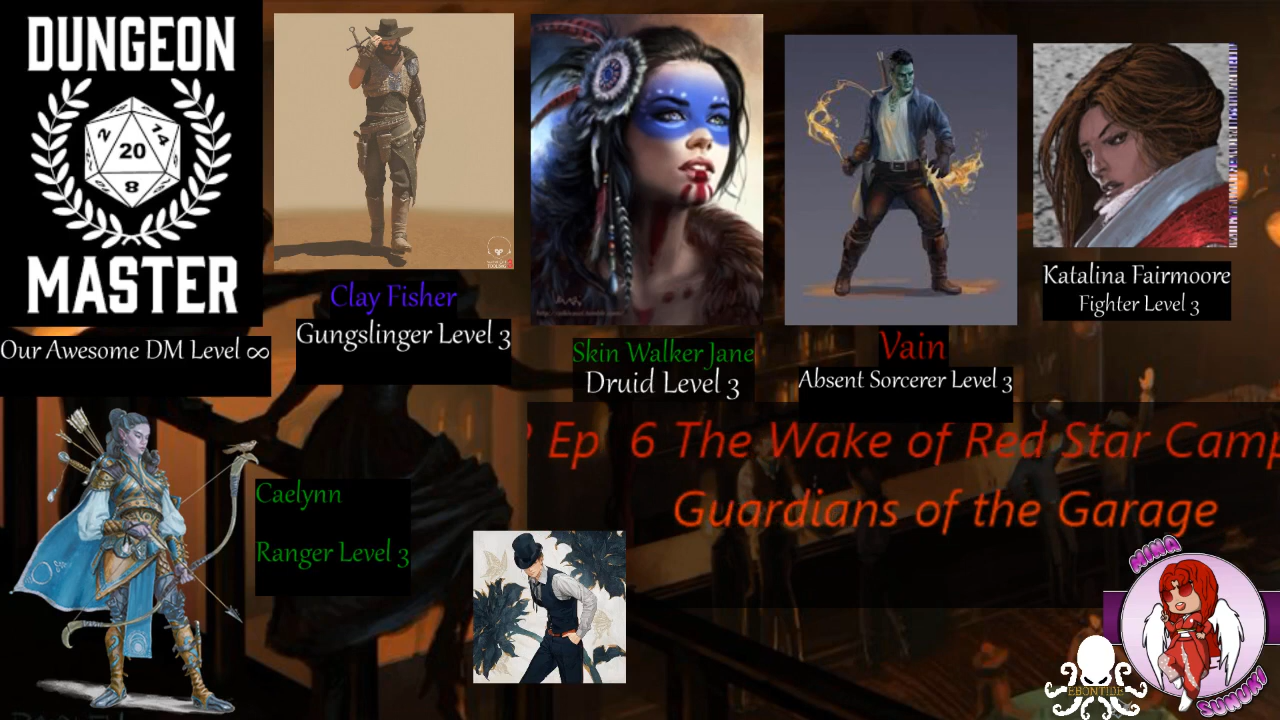 DUNGEON
2 14
20
8
MASTER
Our Awesome DM Level ∞
Clay Fisher
Gungslinger Level 3
Skin Walker Jane
Druid Level 3
Vain
Absent Sorcerer Level 3
Katalina Fairmoore
Fighter Level 3
Ep 6 The Wake of Red Star Camp
Guardians of the Garage
Caelynn
Ranger Level 3
EBONTIDE